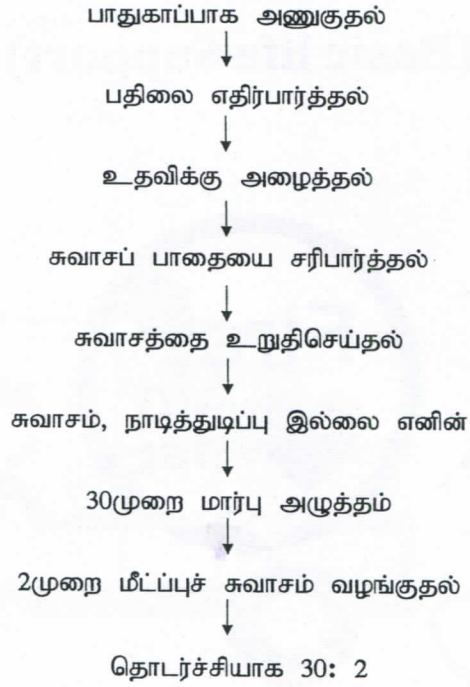 பாதுகாப்பாக அணுகுதல்
பதிலை எதிர்பார்த்தல்
உதவிக்கு அழைத்தல்
சுவாசப் பாதையை சரிபார்த்தல்
சுவாசத்தை உறுதிசெய்தல்
சுவாசம், நாடித்துடிப்பு இல்லை எனின்
30முறை மார்பு அழுத்தம்
2முறை மீட்ப்புச் சுவாசம் வழங்குதல்
தொடர்ச்சியாக 30: 2